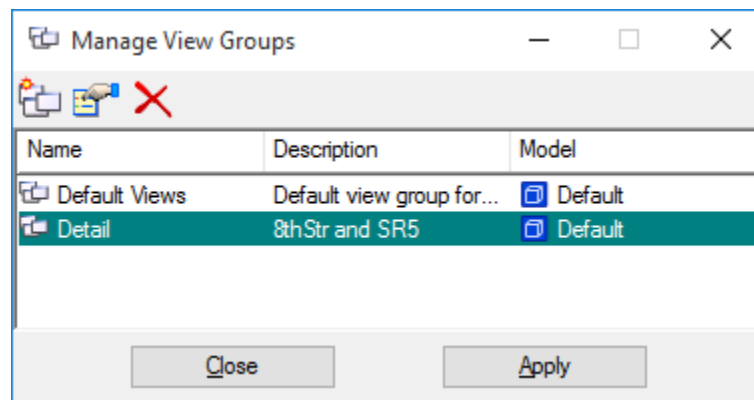 Manage View Groups
Name Description Model
Default Views Default view group for... Default
Detail 8thStr and SR5 Default
Close Apply